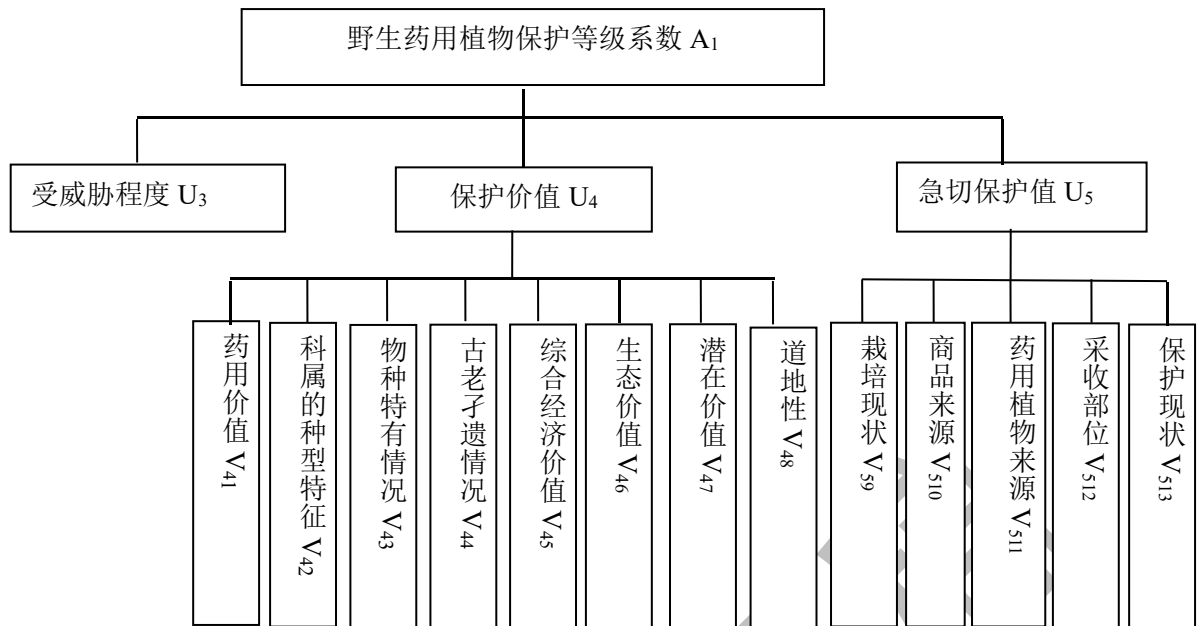 野生药用植物保护等级系数 A₁
受威胁程度 U₃
保护价值 U₄
急切保护值 U₅
药用价值 V₄₁
科属的种型特征 V₄₂
物种特有情况 V₄₃
古老孑遗情况 V₄₄
综合经济价值 V₄₅
生态价值 V₄₆
潜在价值 V₄₇
道地性 V₄₈
栽培现状 V₅₉
商品来源 V₅₁₀
药用植物来源 V₅₁₁
采收部位 V₅₁₂
保护现状 V₅₁₃